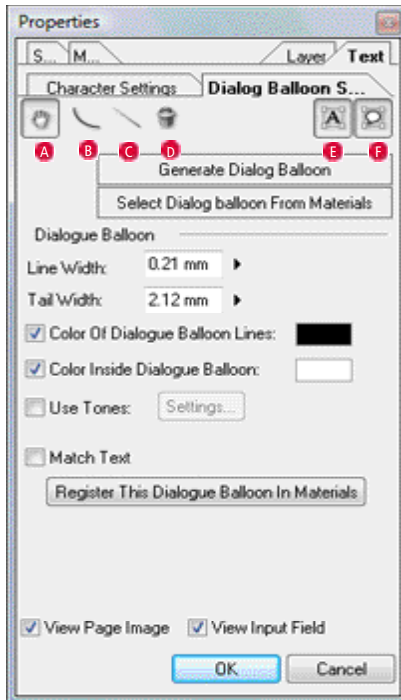 Properties
S... M... Layer Text
Character Settings Dialog Balloon S...
A B C D E F
Generate Dialog Balloon
Select Dialog balloon From Materials
Dialogue Balloon
Line Width: 0.21 mm
Tail Width: 2.12 mm
Color Of Dialogue Balloon Lines:
Color Inside Dialogue Balloon:
Use Tones: Settings...
Match Text
Register This Dialogue Balloon In Materials
View Page Image View Input Field
OK Cancel